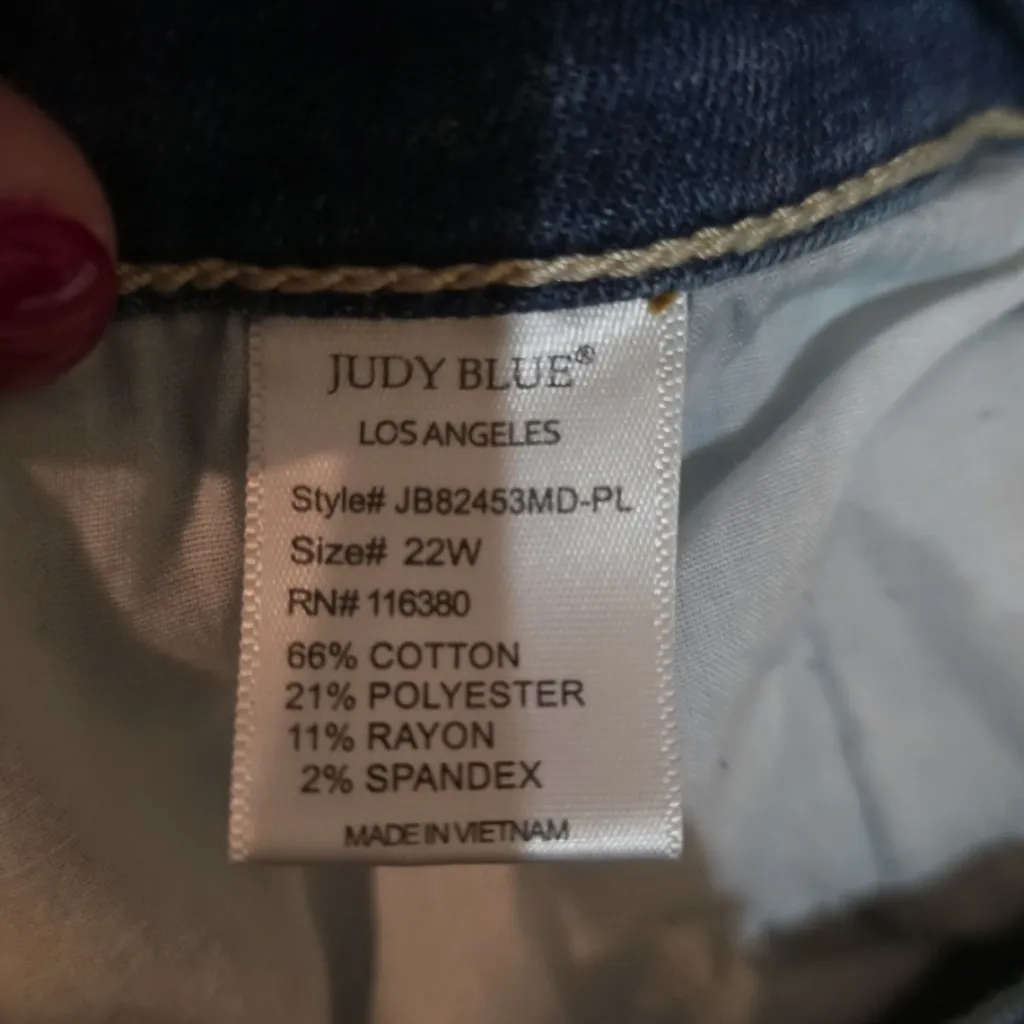 JUDY BLUE®
LOS ANGELES
Style# JB82453MD-PL
Size# 22W
RN# 116380
66% COTTON
21% POLYESTER
11% RAYON
2% SPANDEX
MADE IN VIETNAM